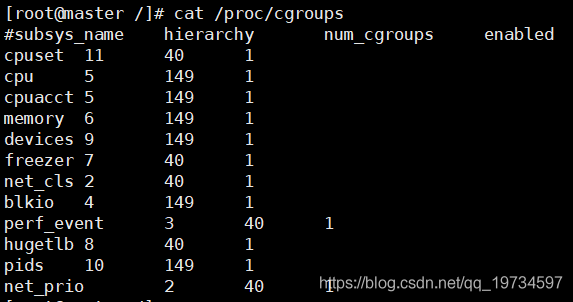 [root@master /]# cat /proc/cgroups
#subsys_name hierarchy num_cgroups enabled
cpuset 11 40 1
cpu 5 149 1
cpuacct 5 149 1
memory 6 149 1
devices 9 149 1
freezer 7 40 1
net_cls 2 40 1
blkio 4 149 1
perf_event 3 40 1
hugetlb 8 40 1
pids 10 149 1
net_prio 2 40 1
https://blog.csdn.net/qq_19734597